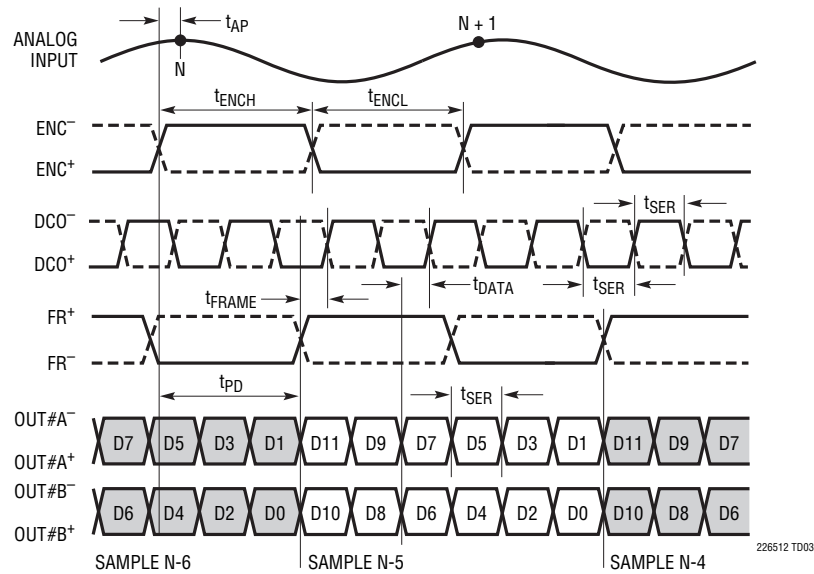 tAP
N + 1
ANALOG
INPUT
N
tENCH
tENCL
ENC–
ENC+
DCO–
tSER
DCO+
tFRAME
tDATA
tSER
FR+
FR–
tPD
tSER
OUT#A–
D7 D5 D3 D1 D11 D9 D7 D5 D3 D1 D11 D9 D7
OUT#A+
OUT#B–
D6 D4 D2 D0 D10 D8 D6 D4 D2 D0 D10 D8 D6
OUT#B+
226512 TD03
SAMPLE N-6 SAMPLE N-5 SAMPLE N-4